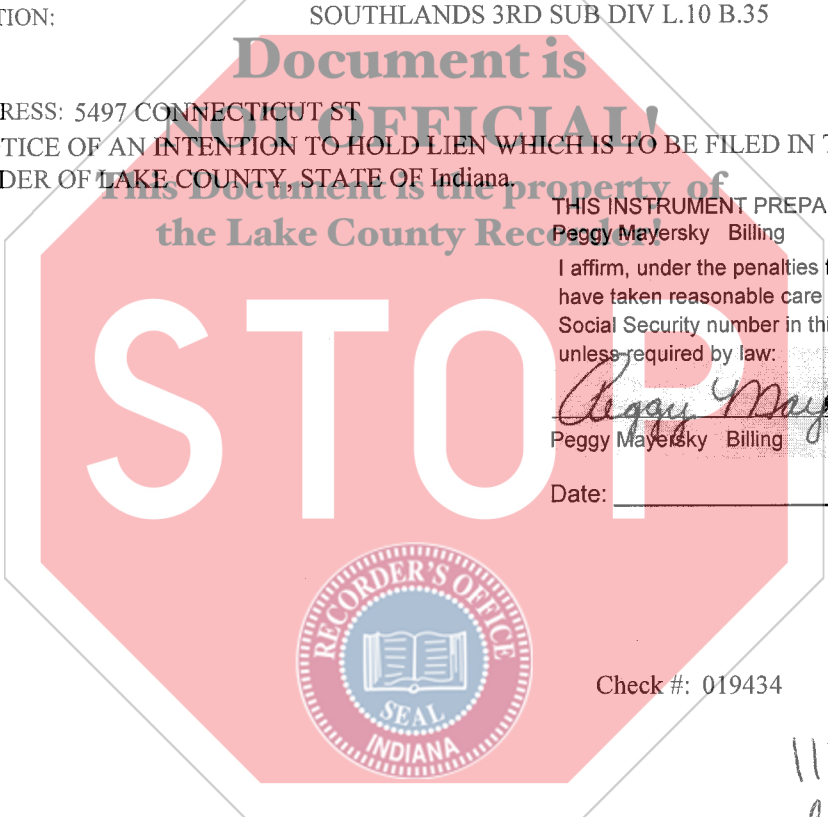 TION: SOUTHLANDS 3RD SUB DIV L.10 B.35
Document is
RESS: 5497 CONNECTICUT ST
NOT OFFICIAL!
TICE OF AN INTENTION TO HOLD LIEN WHICH IS TO BE FILED IN
DER OF LAKE COUNTY, STATE OF Indiana.
This Document is the property of
the Lake County Recorder!
THIS INSTRUMENT PREPA
Peggy Mayersky Billing
I affirm, under the penalties f
have taken reasonable care
Social Security number in thi
unless required by law:
STOP
Peggy May
Peggy Mayersky Billing
Date:
RECORDER'S OFFICE
SEAL
INDIANA
Check #: 019434
11